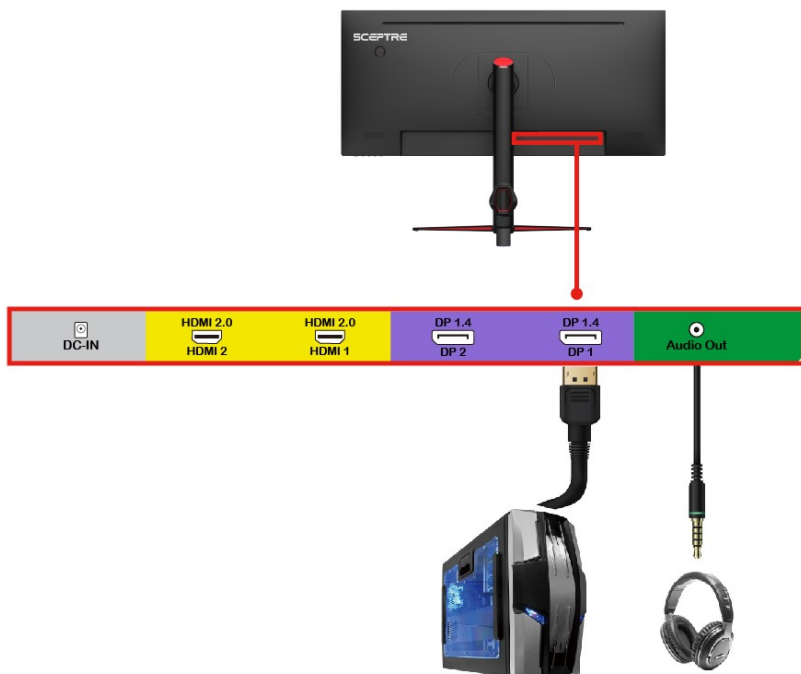 SCEPTRE
DC-IN
HDMI 2.0
HDMI 2
HDMI 2.0
HDMI 1
DP 1.4
DP 2
DP 1.4
DP 1
Audio Out